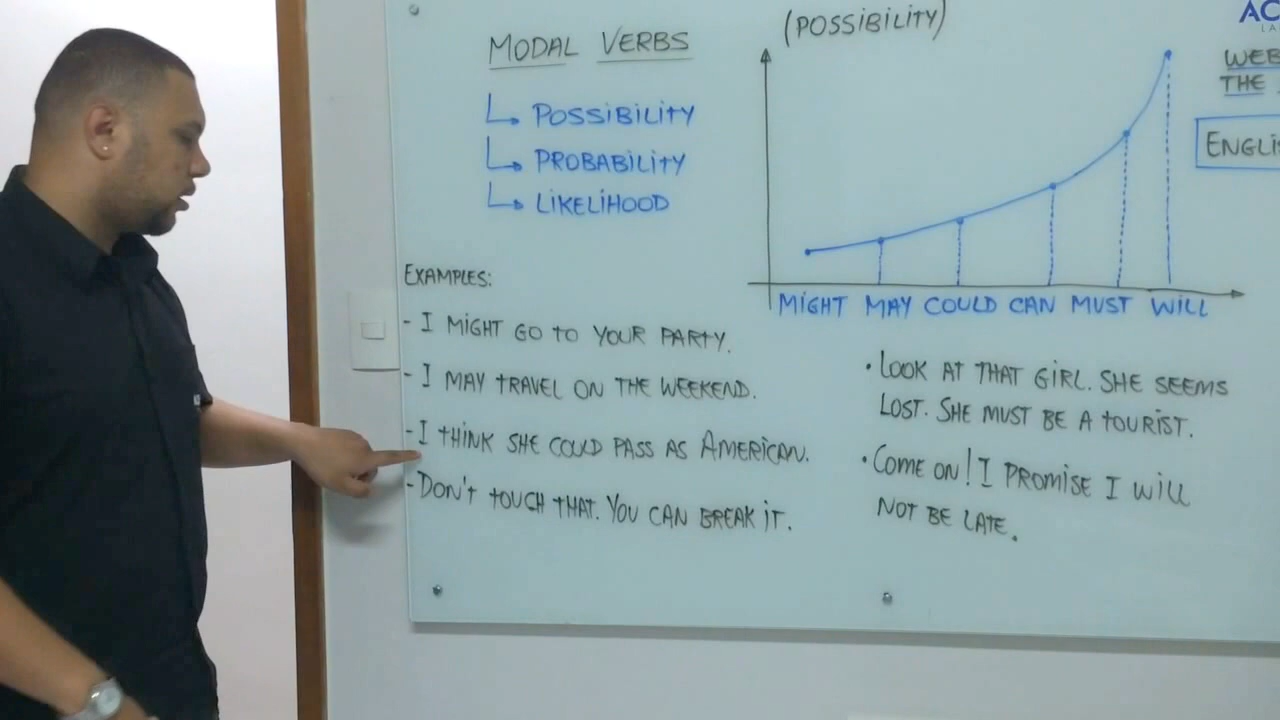 MODAL VERBS
POSSIBILITY
PROBABILITY
LIKELIHOOD
EXAMPLES:
- I MIGHT GO TO YOUR PARTY.
- I MAY TRAVEL ON THE WEEKEND.
- I THINK SHE COULD PASS AS AMERICAN.
- DON'T TOUCH THAT. YOU CAN BREAK IT.
(POSSIBILITY)
MIGHT MAY COULD CAN MUST WILL
• LOOK AT THAT GIRL. SHE SEEMS
LOST. SHE MUST BE A TOURIST.
• COME ON! I PROMISE I WILL
NOT BE LATE.
THE